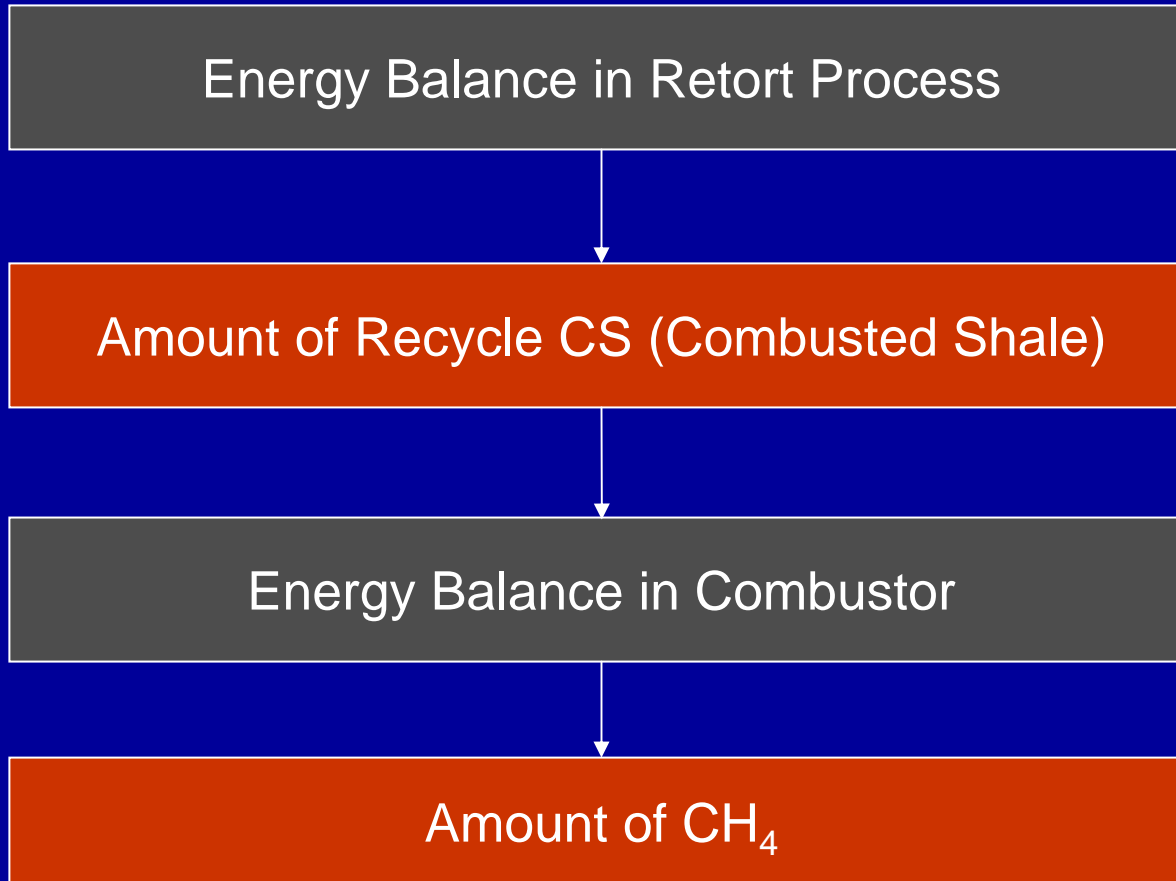 Energy Balance in Retort Process
Amount of Recycle CS (Combusted Shale)
Energy Balance in Combustor
Amount of CH₄